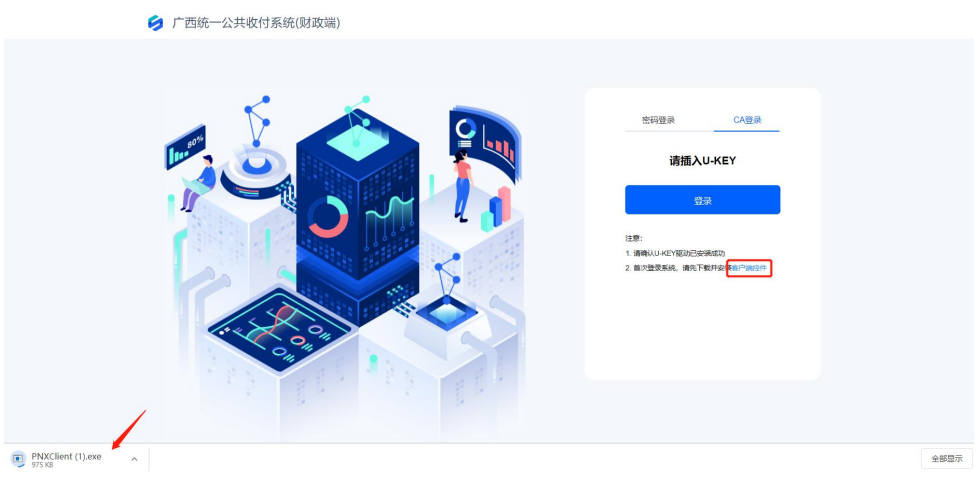 广西统一公共收付系统(财政端)
80%
密码登录
CA登录
请插入U-KEY
登录
注意:
1. 请确认U-KEY驱动已安装成功
2. 首次登录系统，请先下载并安装客户端控件
PNXClient (1).exe
975 KB
全部显示